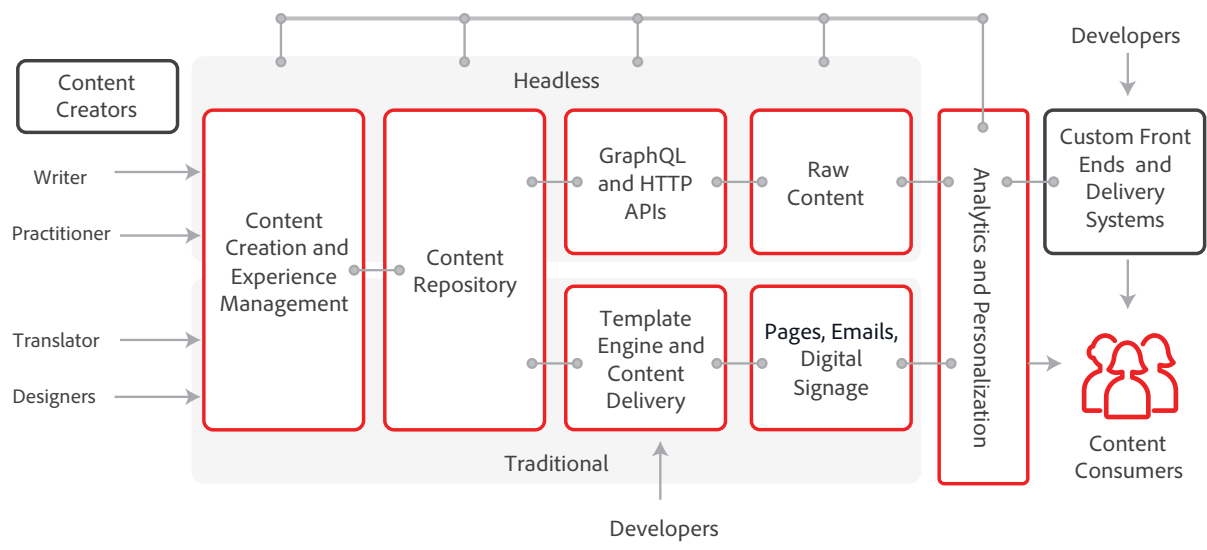 Developers
Headless
Content
Creators
Writer
Practitioner
Translator
Designers
Content
Creation and
Experience
Management
Content
Repository
GraphQL
and HTTP
APIs
Raw
Content
Template
Engine and
Content
Delivery
Pages, Emails,
Digital
Signage
Analytics and Personalization
Custom Front
Ends and
Delivery
Systems
Content
Consumers
Traditional
Developers